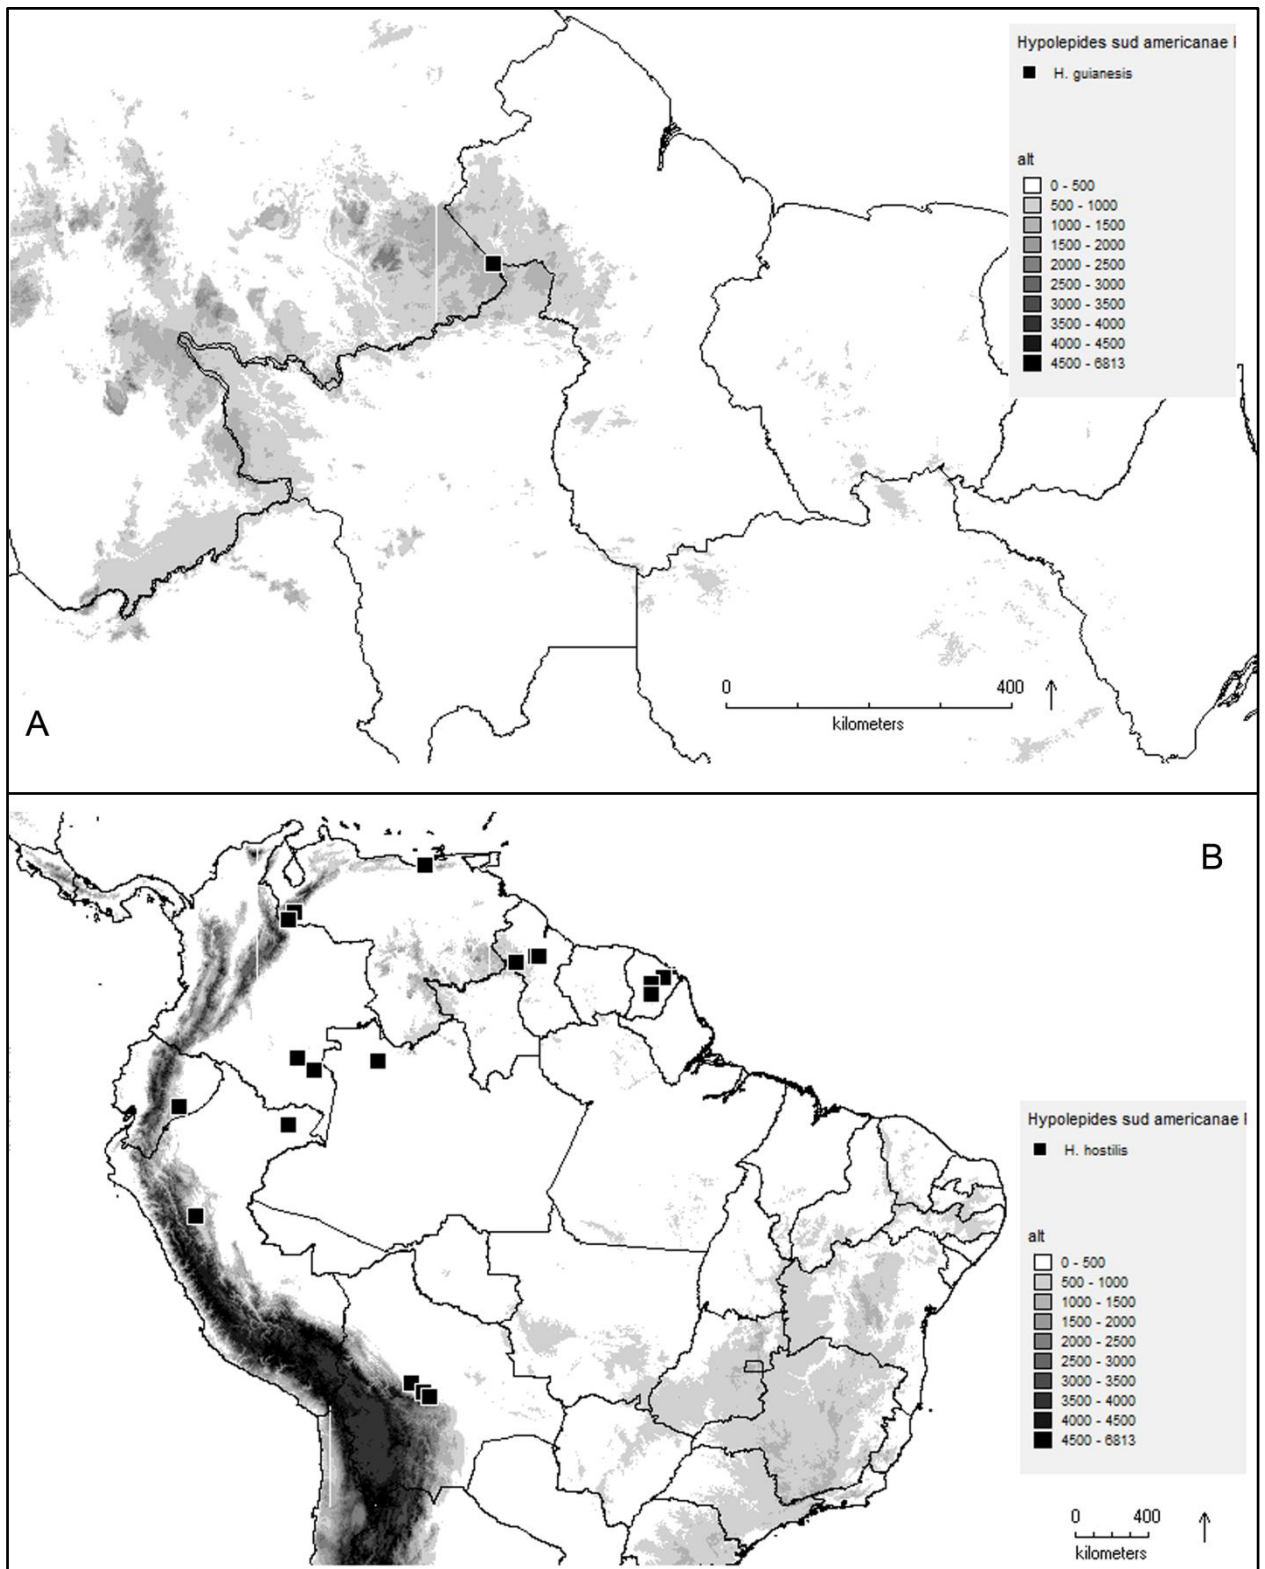 Hypolepides sud americanae
H. guianesis
alt
0 - 500
500 - 1000
1000 - 1500
1500 - 2000
2000 - 2500
2500 - 3000
3000 - 3500
3500 - 4000
4000 - 4500
4500 - 6813
0 400
kilometers
A
B
Hypolepides sud americanae
H. hostilis
alt
0 - 500
500 - 1000
1000 - 1500
1500 - 2000
2000 - 2500
2500 - 3000
3000 - 3500
3500 - 4000
4000 - 4500
4500 - 6813
0 400
kilometers